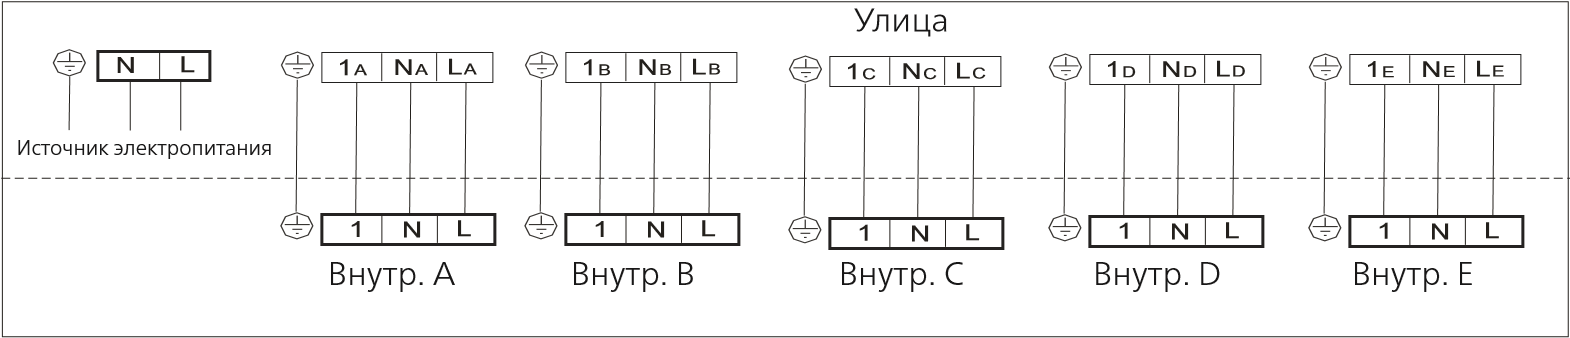 Улица
N L
1A NA LA
1B NB LB
1C NC LC
1D ND LD
1E NE LE
Источник электропитания
1 N L
1 N L
1 N L
1 N L
1 N L
Внутр. A
Внутр. B
Внутр. C
Внутр. D
Внутр. E